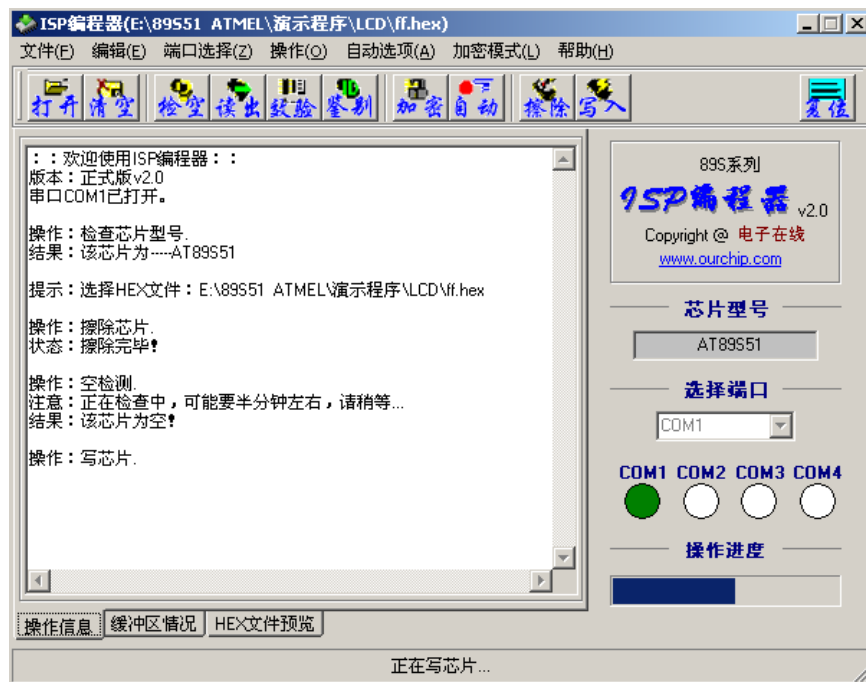 ISP编程器(E:\89S51 ATMEL\演示程序\LCD\ff.hex)
文件(F) 编辑(E) 端口选择(Z) 操作(O) 自动选项(A) 加密模式(L) 帮助(H)
打开 清空 检空 读出 效验 鉴别 加密 自动 擦除 写入 复位
：：欢迎使用ISP编程器：：
版本：正式版v2.0
串口COM1已打开。
操作：检查芯片型号.
结果：该芯片为----AT89S51
提示：选择HEX文件：E:\89S51 ATMEL\演示程序\LCD\ff.hex
操作：擦除芯片.
状态：擦除完毕!
操作：空检测.
注意：正在检查中，可能要半分钟左右，请稍等...
结果：该芯片为空!
操作：写芯片.
89S系列
ISP编程器 v2.0
Copyright @ 电子在线
www.ourchip.com
芯片型号
AT89S51
选择端口
COM1
COM1 COM2 COM3 COM4
操作进度
操作信息 缓冲区情况 HEX文件预览
正在写芯片...